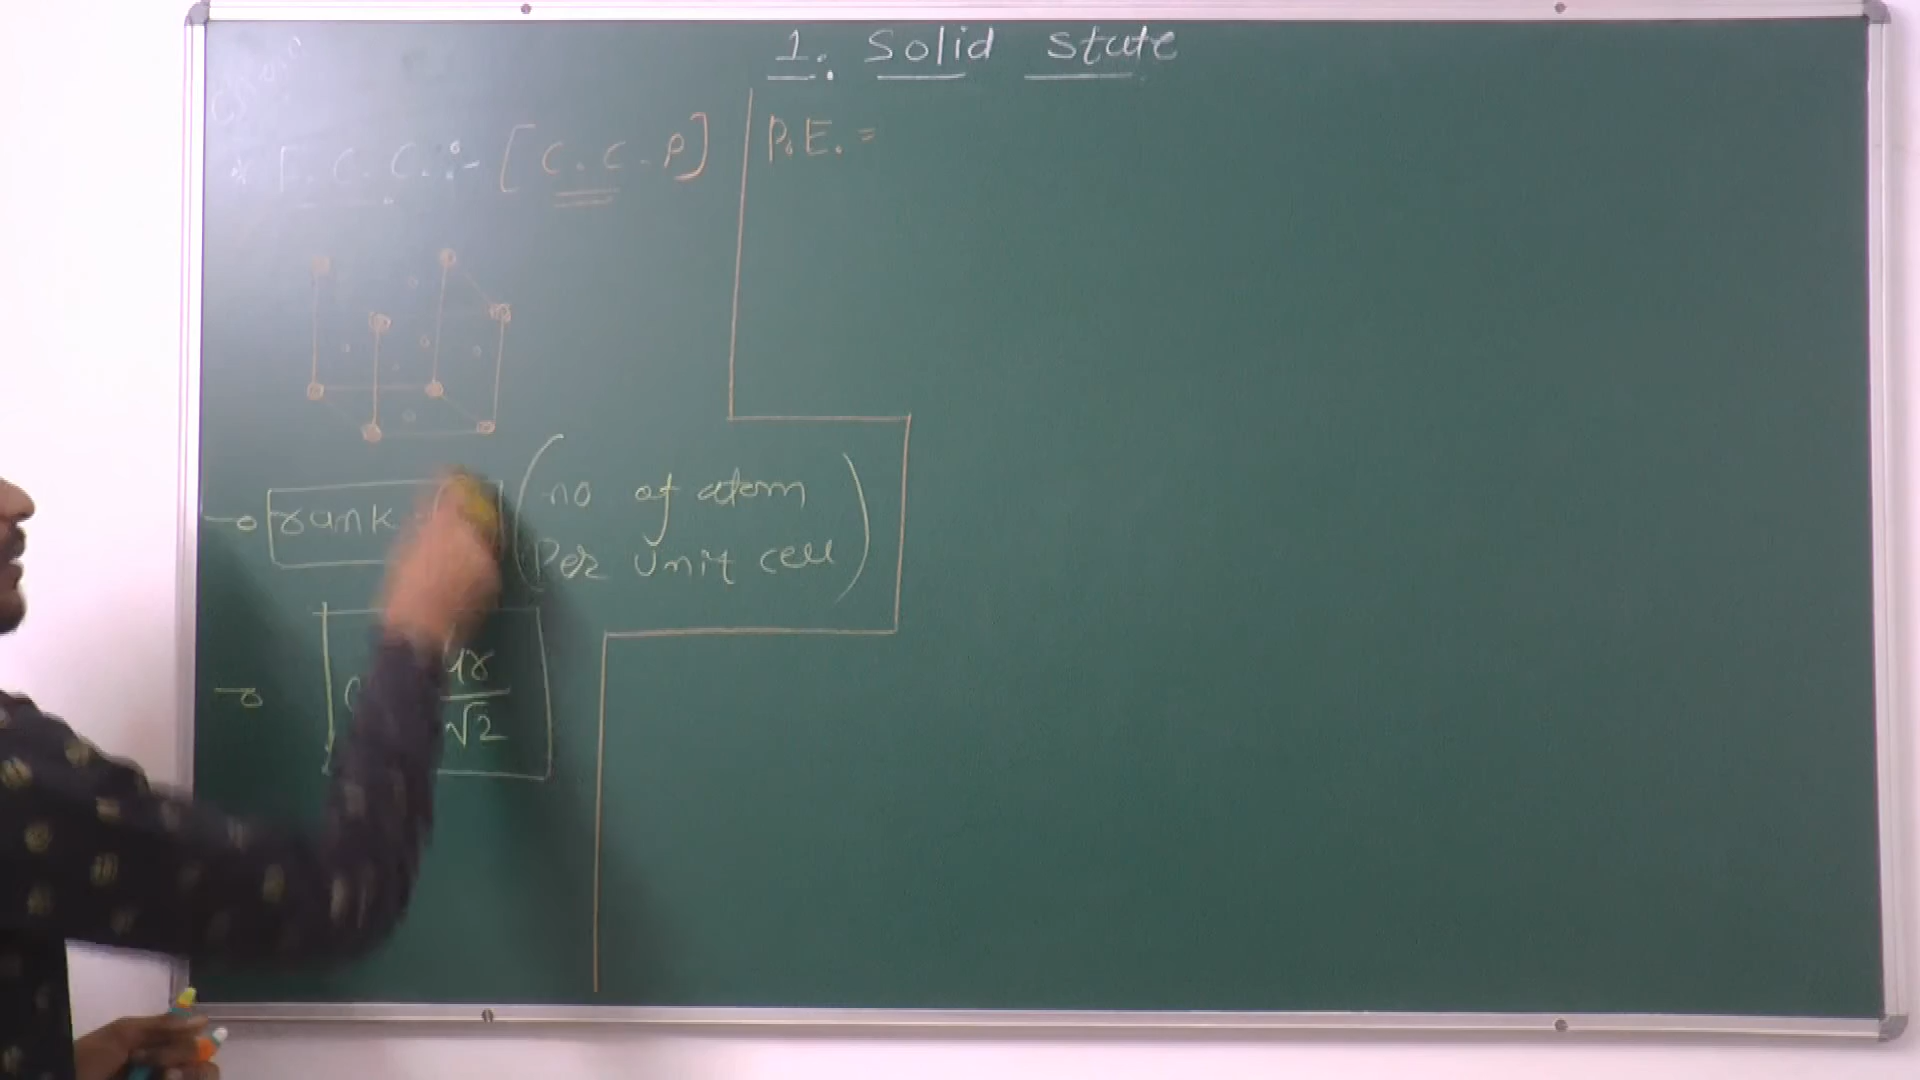 1. Solid state
* F.C.C. :- [C.C.P]
P.E. =
rank
(no of atom
Per unit cell)
4r
√2